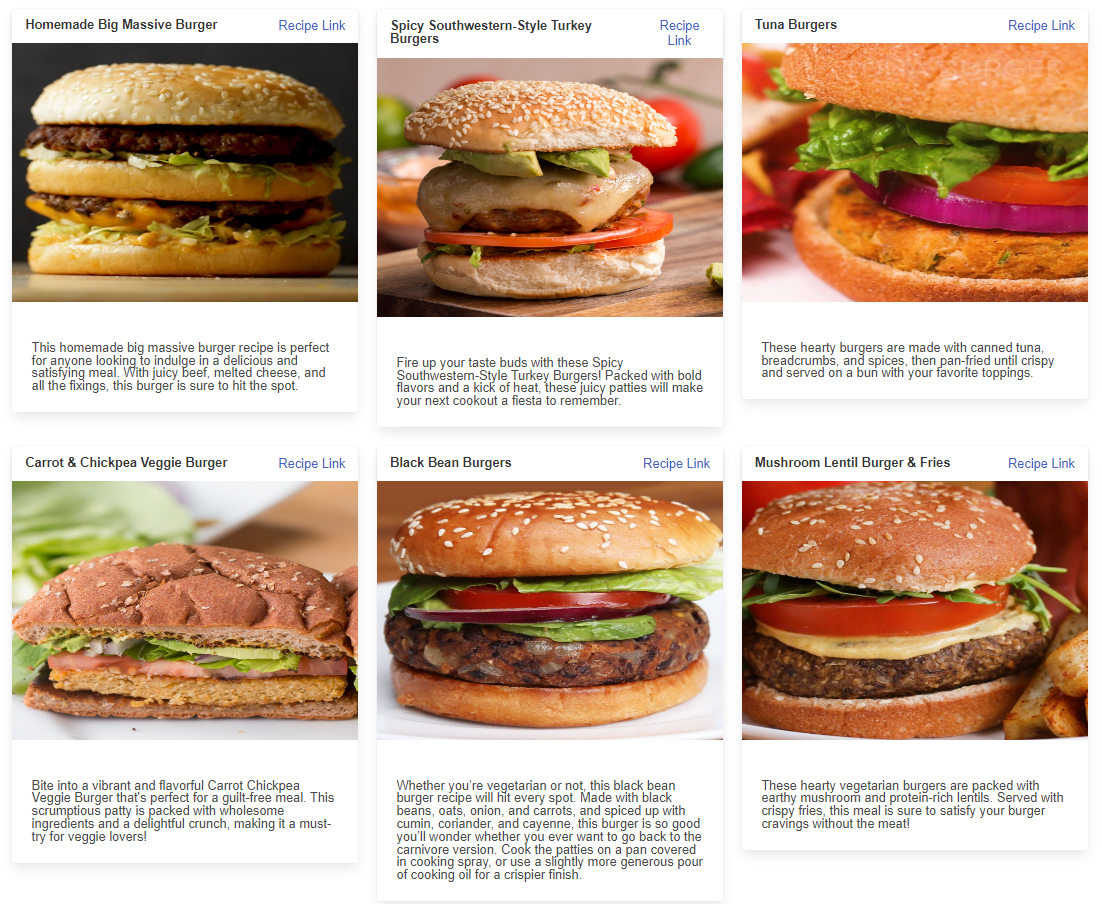 Homemade Big Massive Burger
Recipe Link
This homemade big massive burger recipe is perfect
for anyone looking to indulge in a delicious and
satisfying meal. With juicy beef, melted cheese, and
all the fixings, this burger is sure to hit the spot.
Spicy Southwestern-Style Turkey
Burgers
Recipe
Link
Fire up your taste buds with these Spicy
Southwestern-Style Turkey Burgers! Packed with bold
flavors and a kick of heat, these juicy patties will make
your next cookout a fiesta to remember.
Tuna Burgers
Recipe Link
These hearty burgers are made with canned tuna,
breadcrumbs, and spices, then pan-fried until crispy
and served on a bun with your favorite toppings.
Carrot & Chickpea Veggie Burger
Recipe Link
Bite into a vibrant and flavorful Carrot Chickpea
Veggie Burger that's perfect for a guilt-free meal. This
scrumptious patty is packed with wholesome
ingredients and a delightful crunch, making it a must-
try for veggie lovers!
Black Bean Burgers
Recipe Link
Whether you're vegetarian or not, this black bean
burger recipe will hit every spot. Made with black
beans, oats, onion, and carrots, and spiced up with
cumin, coriander, and cayenne, this burger is so good
you'll wonder whether you ever want to go back to the
carnivore version. Cook the patties on a pan covered
in cooking spray, or use a slightly more generous pour
of cooking oil for a crispier finish.
Mushroom Lentil Burger & Fries
Recipe Link
These hearty vegetarian burgers are packed with
earthy mushroom and protein-rich lentils. Served with
crispy fries, this meal is sure to satisfy your burger
cravings without the meat!